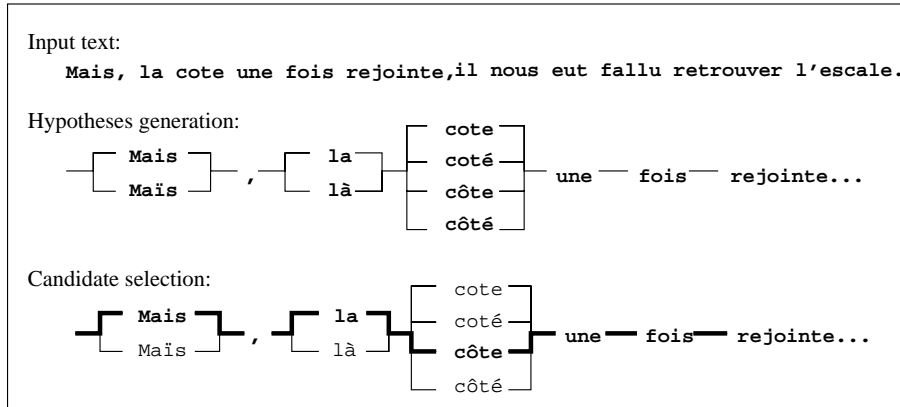 Input text:
Mais, la cote une fois rejointe,il nous eut fallu retrouver l'escale.
Hypotheses generation:
cote
Mais la coté
, une fois rejointe...
Maïs là côte
côté
Candidate selection:
cote
Mais la coté
, une fois rejointe...
Maïs là côte
côté